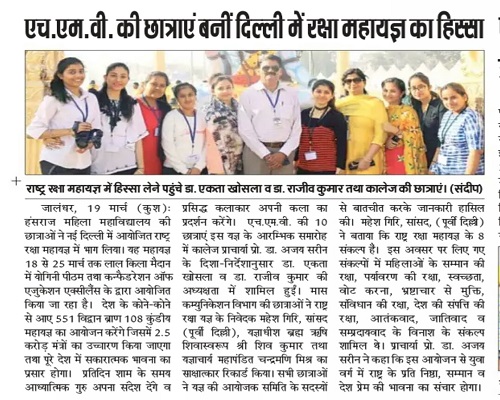 एच.एम.वी. की छात्राएं बनीं दिल्ली में रक्षा महायज्ञ का हिस्सा
राष्ट्र रक्षा महायज्ञ में हिस्सा लेने पहुंचे डा. एकता खोसला व डा. राजीव कुमार तथा कालेज की छात्राएं। (संदीप)
जालंधर, 19 मार्च (कुश):
हंसराज महिला महाविद्यालय की
छात्राओं ने नई दिल्ली में आयोजित राष्ट्र
रक्षा महायज्ञ में भाग लिया। यह महायज्ञ
18 से 25 मार्च तक लाल किला मैदान
में योगिनी पीठम तथा कन्फैडरेशन ऑफ
एजुकेशन एक्सीलैंस के द्वारा आयोजित
किया जा रहा है। देश के कोने-कोने
से आए 551 विद्वान ब्राण 108 कुंडीय
महायज्ञ का आयोजन करेंगे जिसमें 2.5
करोड़ मंत्रों का उच्चारण किया जाएगा
तथा पूरे देश में सकारात्मक भावना का
प्रसार होगा। प्रतिदिन शाम के समय
आध्यात्मिक गुरु अपना संदेश देंगे व
प्रसिद्ध कलाकार अपनी कला का
प्रदर्शन करेंगे। एच.एम.वी. की 10
छात्राएं इस यज्ञ के आरम्भिक समारोह
में कालेज प्राचार्या प्रो. डा. अजय सरीन
के दिशा-निर्देशानुसार डा. एकता
खोसला व डा. राजीव कुमार की
अध्यक्षता में शामिल हुईं। मास
कम्युनिकेशन विभाग की छात्राओं ने राष्ट्र
रक्षा यज्ञ के निवेदक महेश गिरि, सांसद
(पूर्वी दिल्ली), यज्ञाधीश ब्रह्म ऋषि
शिवास्वरूप श्री शिव कुमार तथा
यज्ञाचार्य महापंडित चन्द्रमणि मिश्र का
साक्षात्कार रिकार्ड किया। सभी छात्राओं
ने यज्ञ की आयोजक समिति के सदस्यों
से बातचीत करके जानकारी हासिल
की। महेश गिरि, सांसद, (पूर्वी दिल्ली)
ने बताया कि राष्ट्र रक्षा महायज्ञ के 8
संकल्प हैं। इस अवसर पर लिए गए
संकल्पों में महिलाओं के सम्मान की
रक्षा, पर्यावरण की रक्षा, स्वच्छता,
वोट करना, भ्रष्टाचार से मुक्ति,
संविधान की रक्षा, देश की संपत्ति की
रक्षा, आतंकवाद, जातिवाद व
सम्प्रदायवाद के विनाश के संकल्प
शामिल थे। प्राचार्या प्रो. डा. अजय
सरीन ने कहा कि इस आयोजन से युवा
वर्ग में राष्ट्र के प्रति निष्ठा, सम्मान व
देश प्रेम की भावना का संचार होगा।